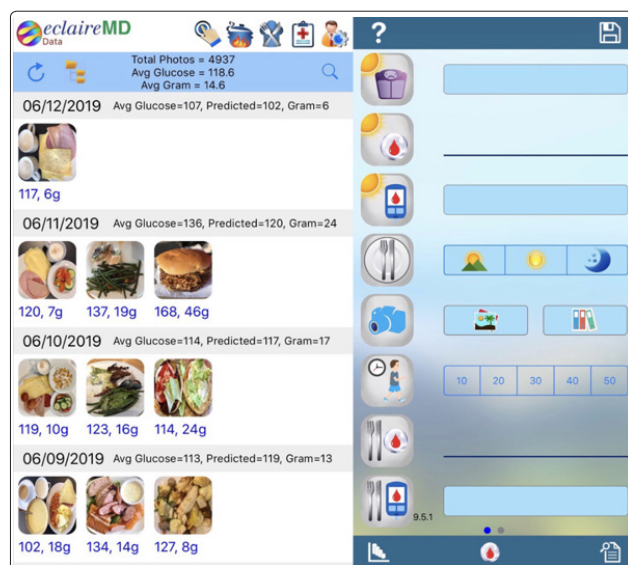 eclaireMD
Data
Total Photos = 4937
Avg Glucose = 118.6
Avg Gram = 14.6
06/12/2019 Avg Glucose=107, Predicted=102, Gram=6
117, 6g
06/11/2019 Avg Glucose=136, Predicted=120, Gram=24
120, 7g 137, 19g 168, 46g
06/10/2019 Avg Glucose=114, Predicted=117, Gram=17
119, 10g 123, 16g 114, 24g
06/09/2019 Avg Glucose=113, Predicted=119, Gram=13
102, 18g 134, 14g 127, 8g
?
10 20 30 40 50
9.5.1